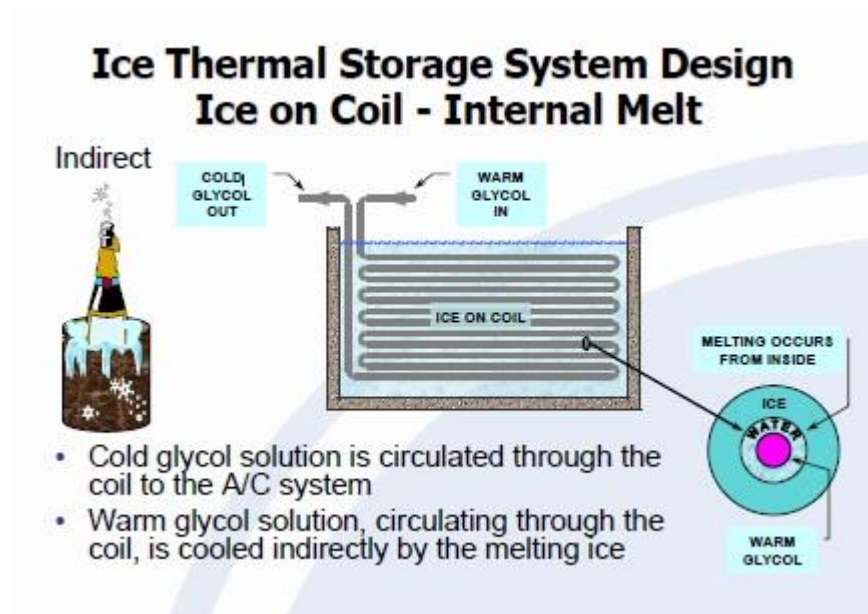 Ice Thermal Storage System Design
Ice on Coil - Internal Melt
Indirect
COLD
GLYCOL
OUT
WARM
GLYCOL
IN
ICE ON COIL
MELTING OCCURS
FROM INSIDE
ICE
WATER
WARM
GLYCOL
• Cold glycol solution is circulated through the
coil to the A/C system
• Warm glycol solution, circulating through the
coil, is cooled indirectly by the melting ice